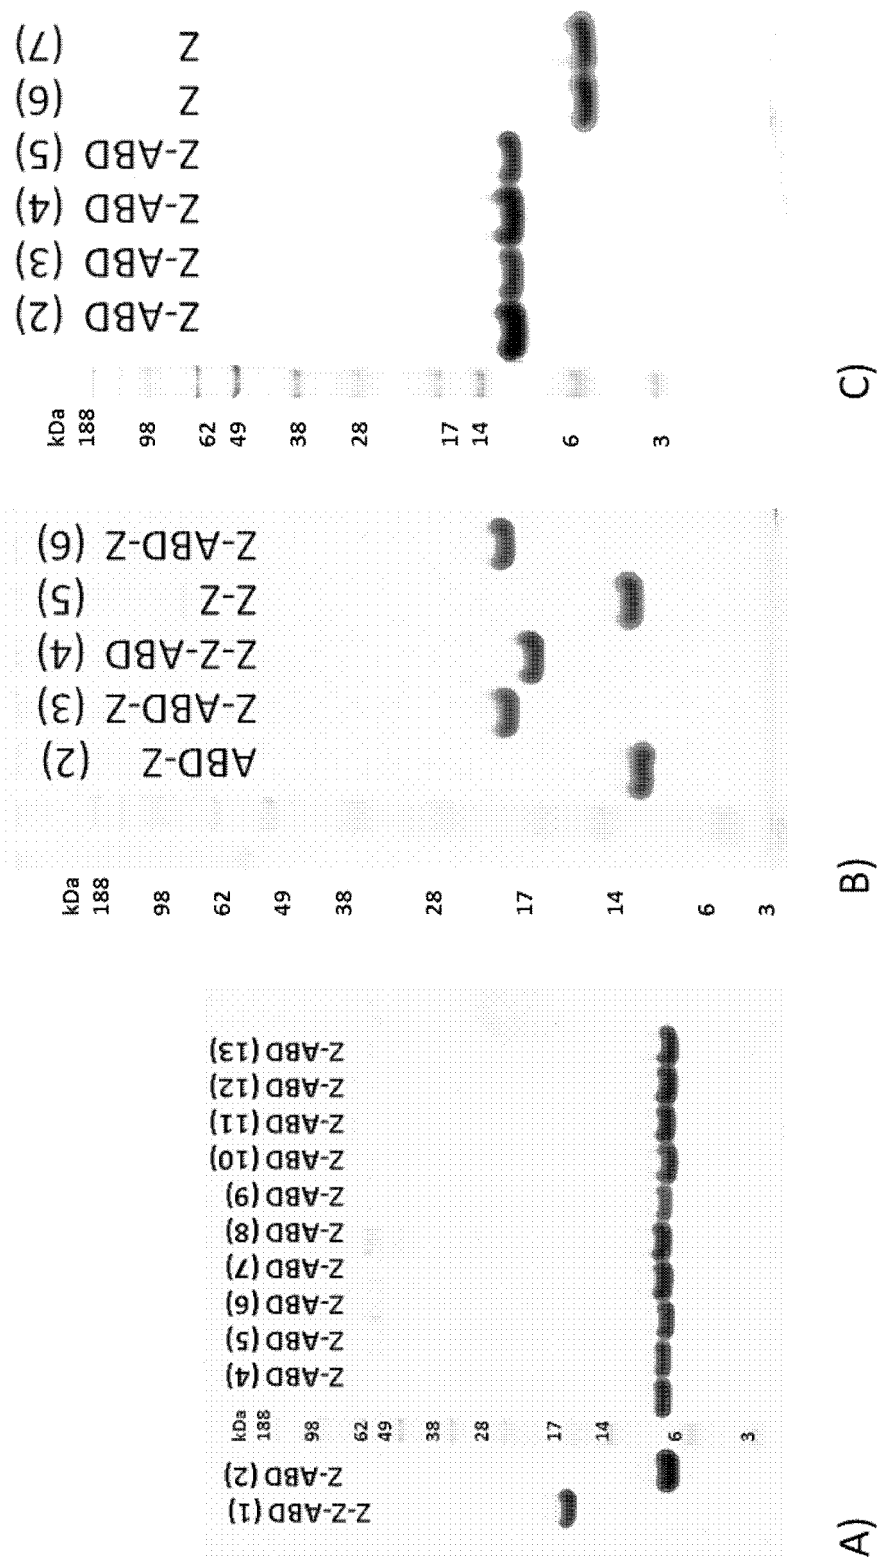 Z-Z-ABD (1)
Z-ABD (2)
kDa
188
98
62
49
38
28
17
14
6
3
Z-ABD (4)
Z-ABD (5)
Z-ABD (6)
Z-ABD (7)
Z-ABD (8)
Z-ABD (9)
Z-ABD (10)
Z-ABD (11)
Z-ABD (12)
Z-ABD (13)
A)
kDa
188
98
62
49
38
28
17
14
6
3
ABD-Z (2)
Z-ABD-Z (3)
Z-Z-ABD (4)
Z-Z (5)
Z-ABD-Z (6)
B)
kDa
188
98
62
49
38
28
17
14
6
3
Z-ABD (2)
Z-ABD (3)
Z-ABD (4)
Z-ABD (5)
Z (6)
Z (7)
C)